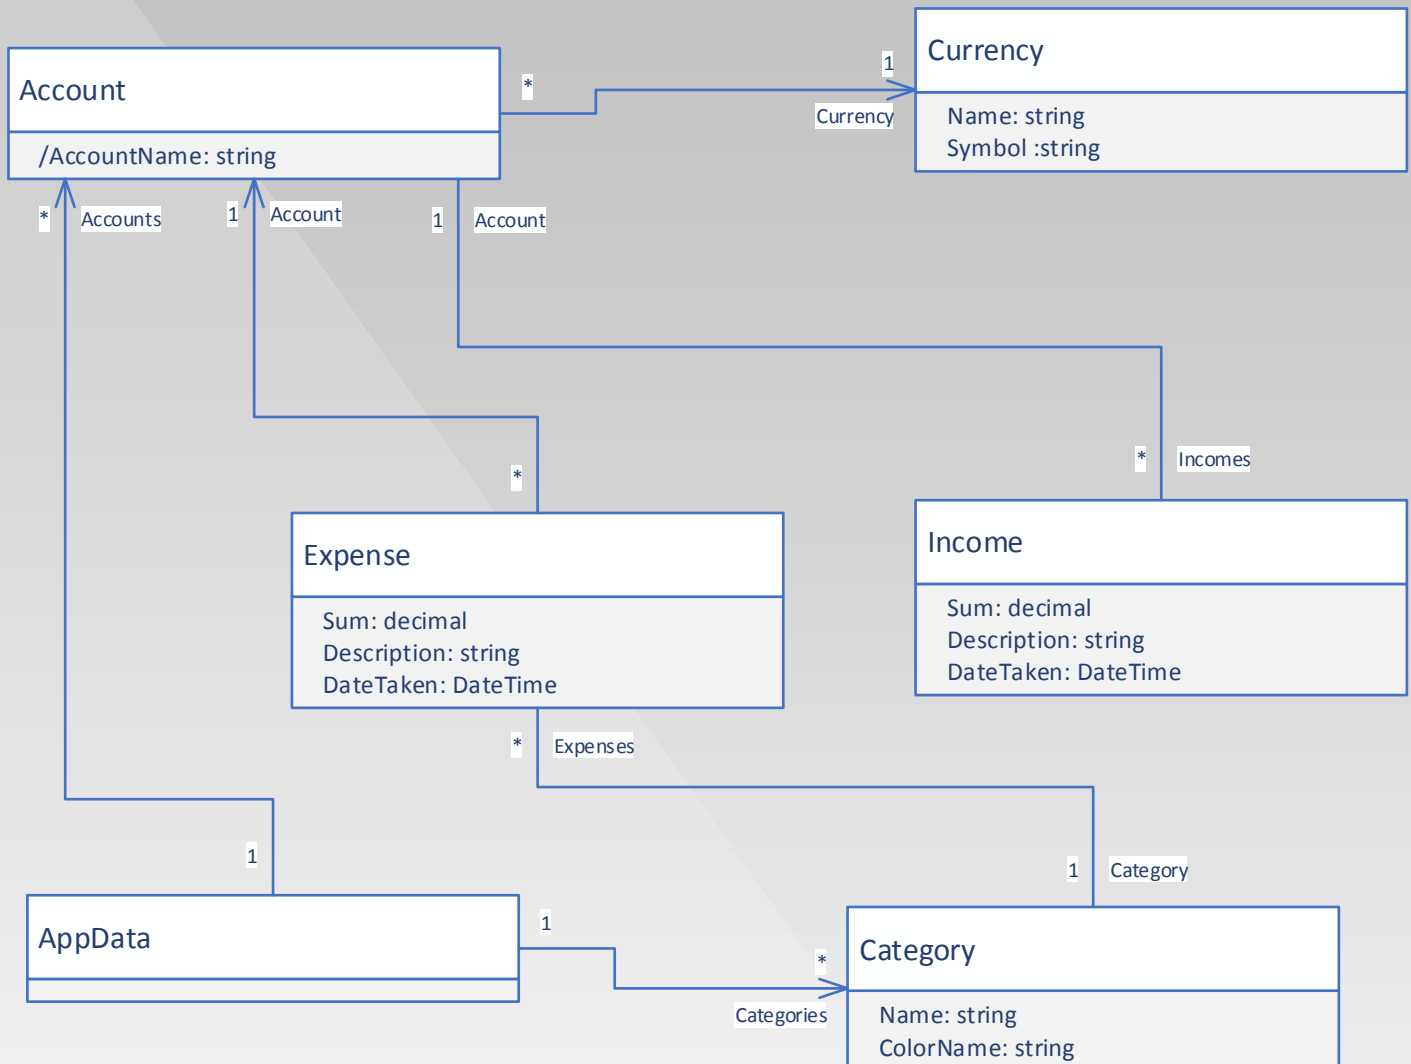 Account
/AccountName: string
*
1
Currency
Currency
Name: string
Symbol :string
*
Accounts
1
Account
1
Account
*
*
Incomes
Expense
Sum: decimal
Description: string
DateTaken: DateTime
Income
Sum: decimal
Description: string
DateTaken: DateTime
*
Expenses
1
1
Category
AppData
1
*
Categories
Category
Name: string
ColorName: string